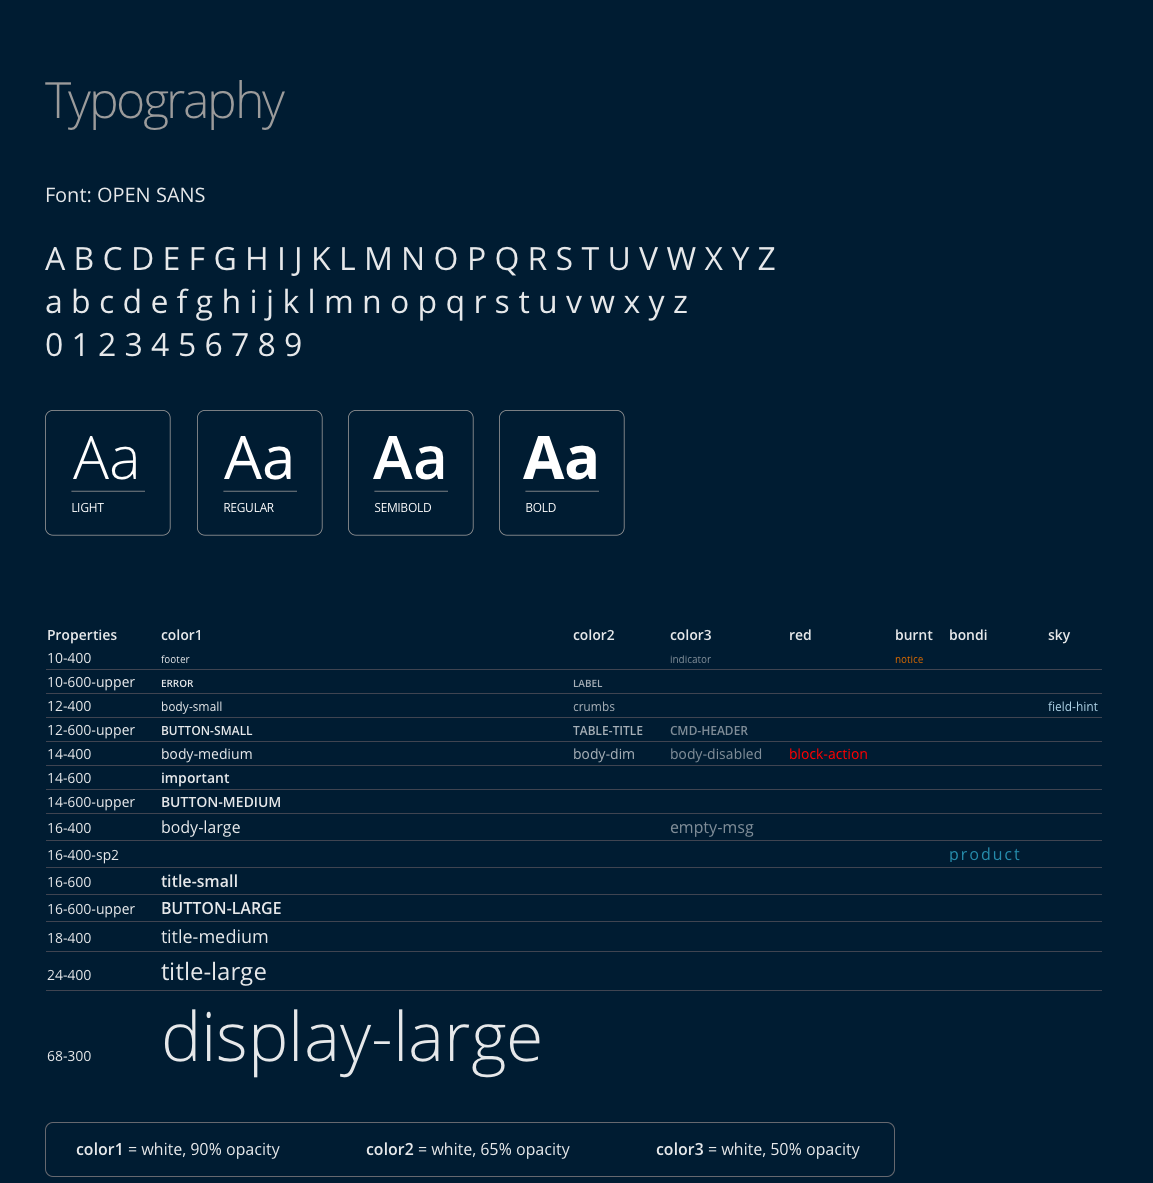 Typography
Font: OPEN SANS
A B C D E F G H I J K L M N O P Q R S T U V W X Y Z
a b c d e f g h i j k l m n o p q r s t u v w x y z
0 1 2 3 4 5 6 7 8 9
Aa Aa Aa Aa
LIGHT REGULAR SEMIBOLD BOLD
Properties color1 color2 color3 red burnt bondi sky
10-400 footer indicator notice
10-600-upper ERROR LABEL
12-400 body-small crumbs field-hint
12-600-upper BUTTON-SMALL TABLE-TITLE CMD-HEADER
14-400 body-medium body-dim body-disabled block-action
14-600 important
14-600-upper BUTTON-MEDIUM
16-400 body-large empty-msg
16-400-sp2 product
16-600 title-small
16-600-upper BUTTON-LARGE
18-400 title-medium
24-400 title-large
68-300 display-large
color1 = white, 90% opacity color2 = white, 65% opacity color3 = white, 50% opacity